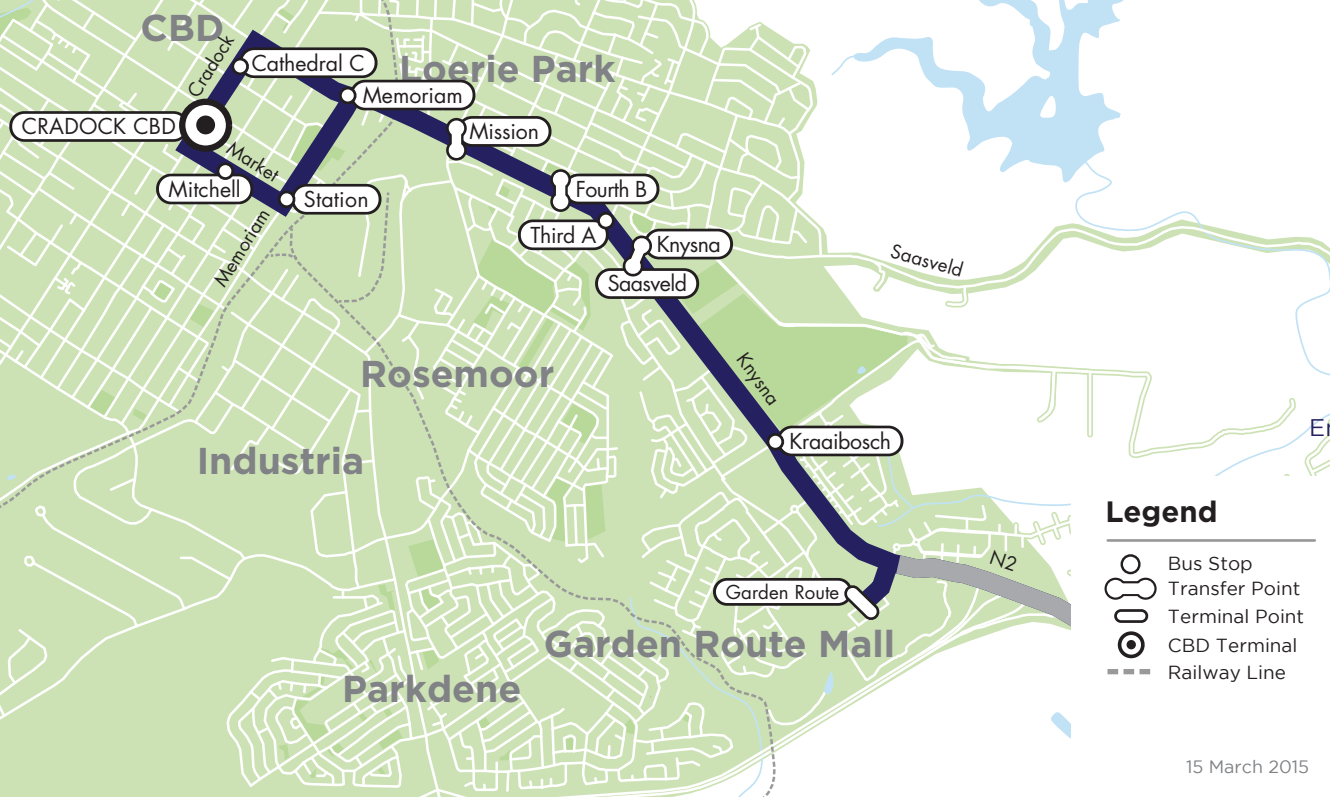 CBD
Cradock
Cathedral C
Loerie Park
Memoriam
CRADOCK CBD
Mission
Market
Mitchell
Station
Fourth B
Memoriam
Third A
Knysna
Saasveld
Saasveld
Knysna
Rosemoor
Kraaibosch
Industria
N2
Garden Route
Garden Route Mall
Parkdene
Legend
Bus Stop
Transfer Point
Terminal Point
CBD Terminal
Railway Line
15 March 2015